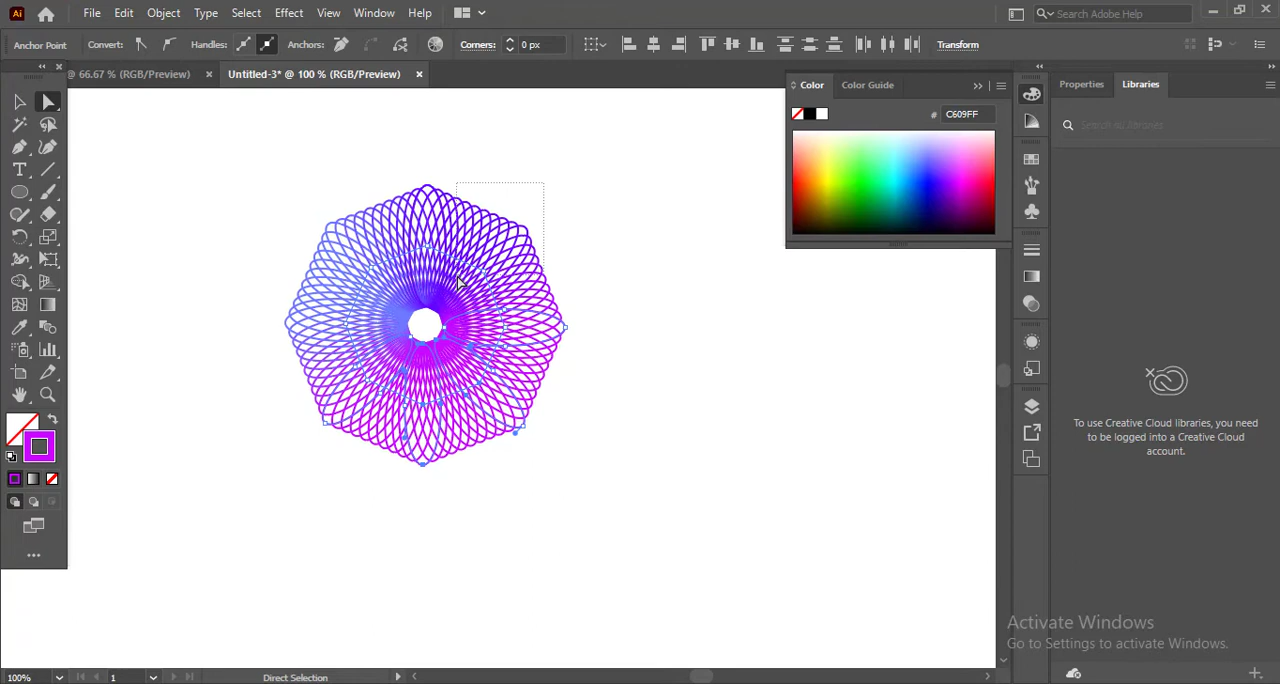 Ai File Edit Object Type Select Effect View Window Help Search Adobe Help
Anchor Point Convert: Handles: Anchors: Corners: 0 px Transform
@ 66.67 % (RGB/Preview) × Untitled-3* @ 100 % (RGB/Preview) ×
Color Color Guide
# C609FF
Properties Libraries
Search all libraries
To use Creative Cloud libraries, you need
to be logged into a Creative Cloud
account.
Activate Windows
Go to Settings to activate Windows.
100% 1 Direct Selection